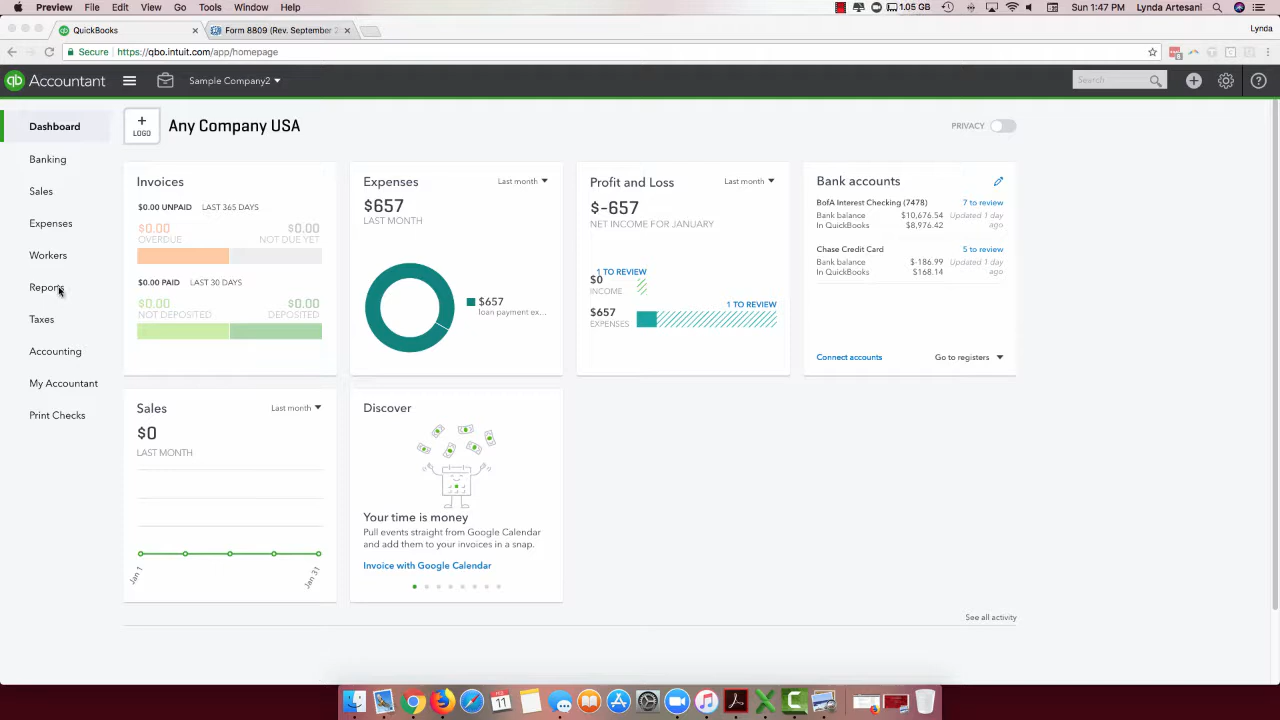 Preview File Edit View Go Tools Window Help 1.05 GB Sun 1:47 PM Lynda Artesani
QuickBooks Form 8809 (Rev. September 2 Lynda
Secure https://qbo.intuit.com/app/homepage
qb Accountant Sample Company2 Search
Dashboard
Banking
Sales
Expenses
Workers
Reports
Taxes
Accounting
My Accountant
Print Checks
+ LOGO
Any Company USA
PRIVACY
Invoices
$0.00 UNPAID LAST 365 DAYS
$0.00 $0.00
OVERDUE NOT DUE YET
$0.00 PAID LAST 30 DAYS
$0.00 $0.00
NOT DEPOSITED DEPOSITED
Expenses Last month
$657
LAST MONTH
$657
loan payment ex...
Profit and Loss Last month
$-657
NET INCOME FOR JANUARY
1 TO REVIEW
$0
INCOME
1 TO REVIEW
$657
EXPENSES
Bank accounts
BofA Interest Checking (7478) 7 to review
Bank balance $10,676.54 Updated 1 day
In QuickBooks $8,976.42 ago
Chase Credit Card 5 to review
Bank balance $-186.99 Updated 1 day
In QuickBooks $168.14 ago
Connect accounts Go to registers
Sales Last month
$0
LAST MONTH
Jan 1 Jan 31
Discover
Your time is money
Pull events straight from Google Calendar
and add them to your invoices in a snap.
Invoice with Google Calendar
See all activity
11